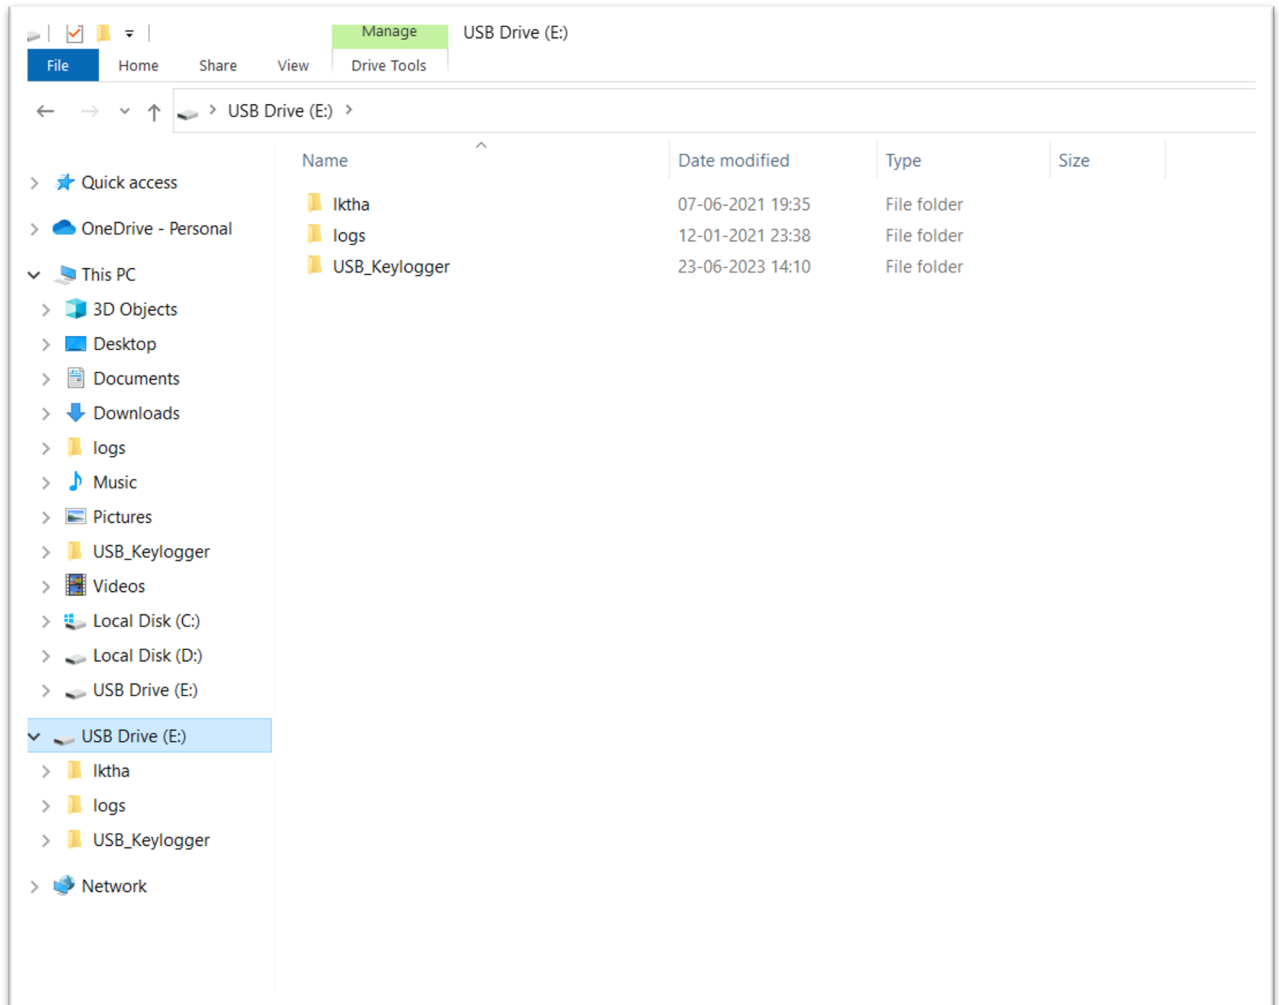 Manage
USB Drive (E:)
File
Home
Share
View
Drive Tools
USB Drive (E:)
Name
Date modified
Type
Size
Iktha
07-06-2021 19:35
File folder
logs
12-01-2021 23:38
File folder
USB_Keylogger
23-06-2023 14:10
File folder
Quick access
OneDrive - Personal
This PC
3D Objects
Desktop
Documents
Downloads
logs
Music
Pictures
USB_Keylogger
Videos
Local Disk (C:)
Local Disk (D:)
USB Drive (E:)
USB Drive (E:)
Iktha
logs
USB_Keylogger
Network